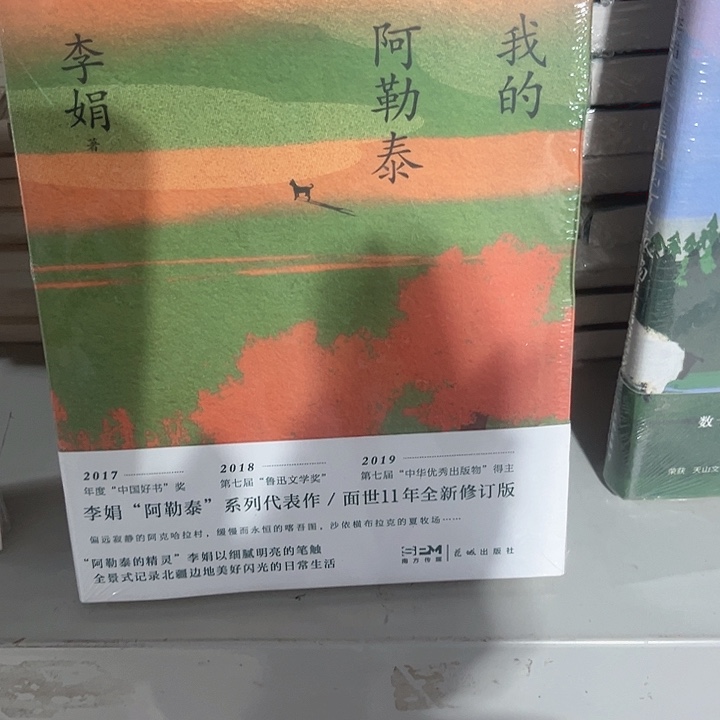 我的
阿勒泰
李娟
著
2017
年度“中国好书”奖
2018
第七届“鲁迅文学奖”
2019
第七届“中华优秀出版物”得主
李娟“阿勒泰”系列代表作/面世11年全新修订版
偏远寂静的阿克哈拉村，缓慢而永恒的喀吾图，沙依横布拉克的夏牧场……
“阿勒泰的精灵”李娟以细腻明亮的笔触
全景式记录北疆边地美好闪光的日常生活
南方传媒
花城出版社
数
荣获 天山文